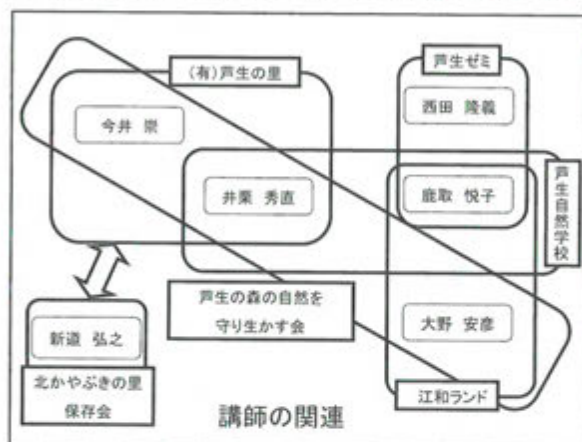 (有)芦生の里
芦生ゼミ
今井 崇
西田 隆義
井栗 秀直
鹿取 悦子
芦生自然学校
芦生の森の自然を
守り生かす会
大野 安彦
新道 弘之
北かやぶきの里
保存会
江和ランド
講師の関連